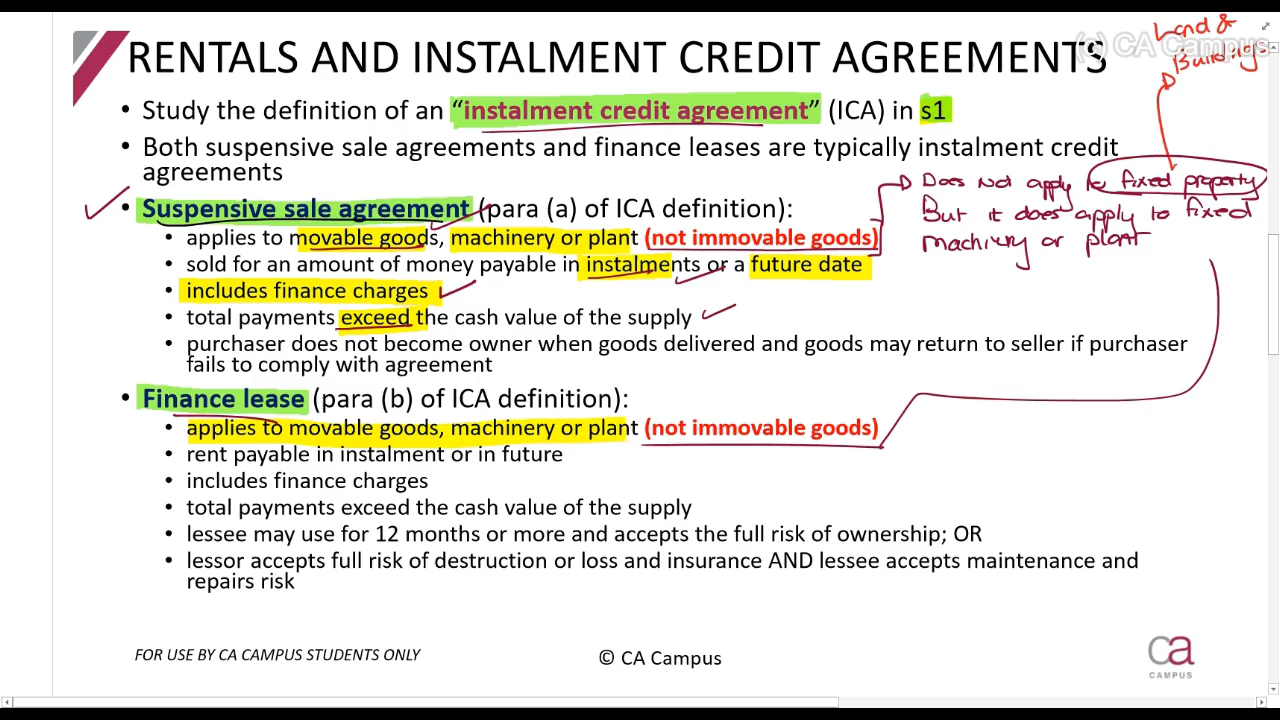 Land &
Buildings
(c) CA Campus
RENTALS AND INSTALMENT CREDIT AGREEMENTS
• Study the definition of an “instalment credit agreement” (ICA) in s1
• Both suspensive sale agreements and finance leases are typically instalment credit
agreements
Does Not apply to fixed property
But it does apply to fixed
machinery or plant
• Suspensive sale agreement (para (a) of ICA definition):
• applies to movable goods, machinery or plant (not immovable goods)
• sold for an amount of money payable in instalments or a future date
• includes finance charges
• total payments exceed the cash value of the supply
• purchaser does not become owner when goods delivered and goods may return to seller if purchaser
fails to comply with agreement
• Finance lease (para (b) of ICA definition):
• applies to movable goods, machinery or plant (not immovable goods)
• rent payable in instalment or in future
• includes finance charges
• total payments exceed the cash value of the supply
• lessee may use for 12 months or more and accepts the full risk of ownership; OR
• lessor accepts full risk of destruction or loss and insurance AND lessee accepts maintenance and
repairs risk
FOR USE BY CA CAMPUS STUDENTS ONLY
© CA Campus
ca
CAMPUS